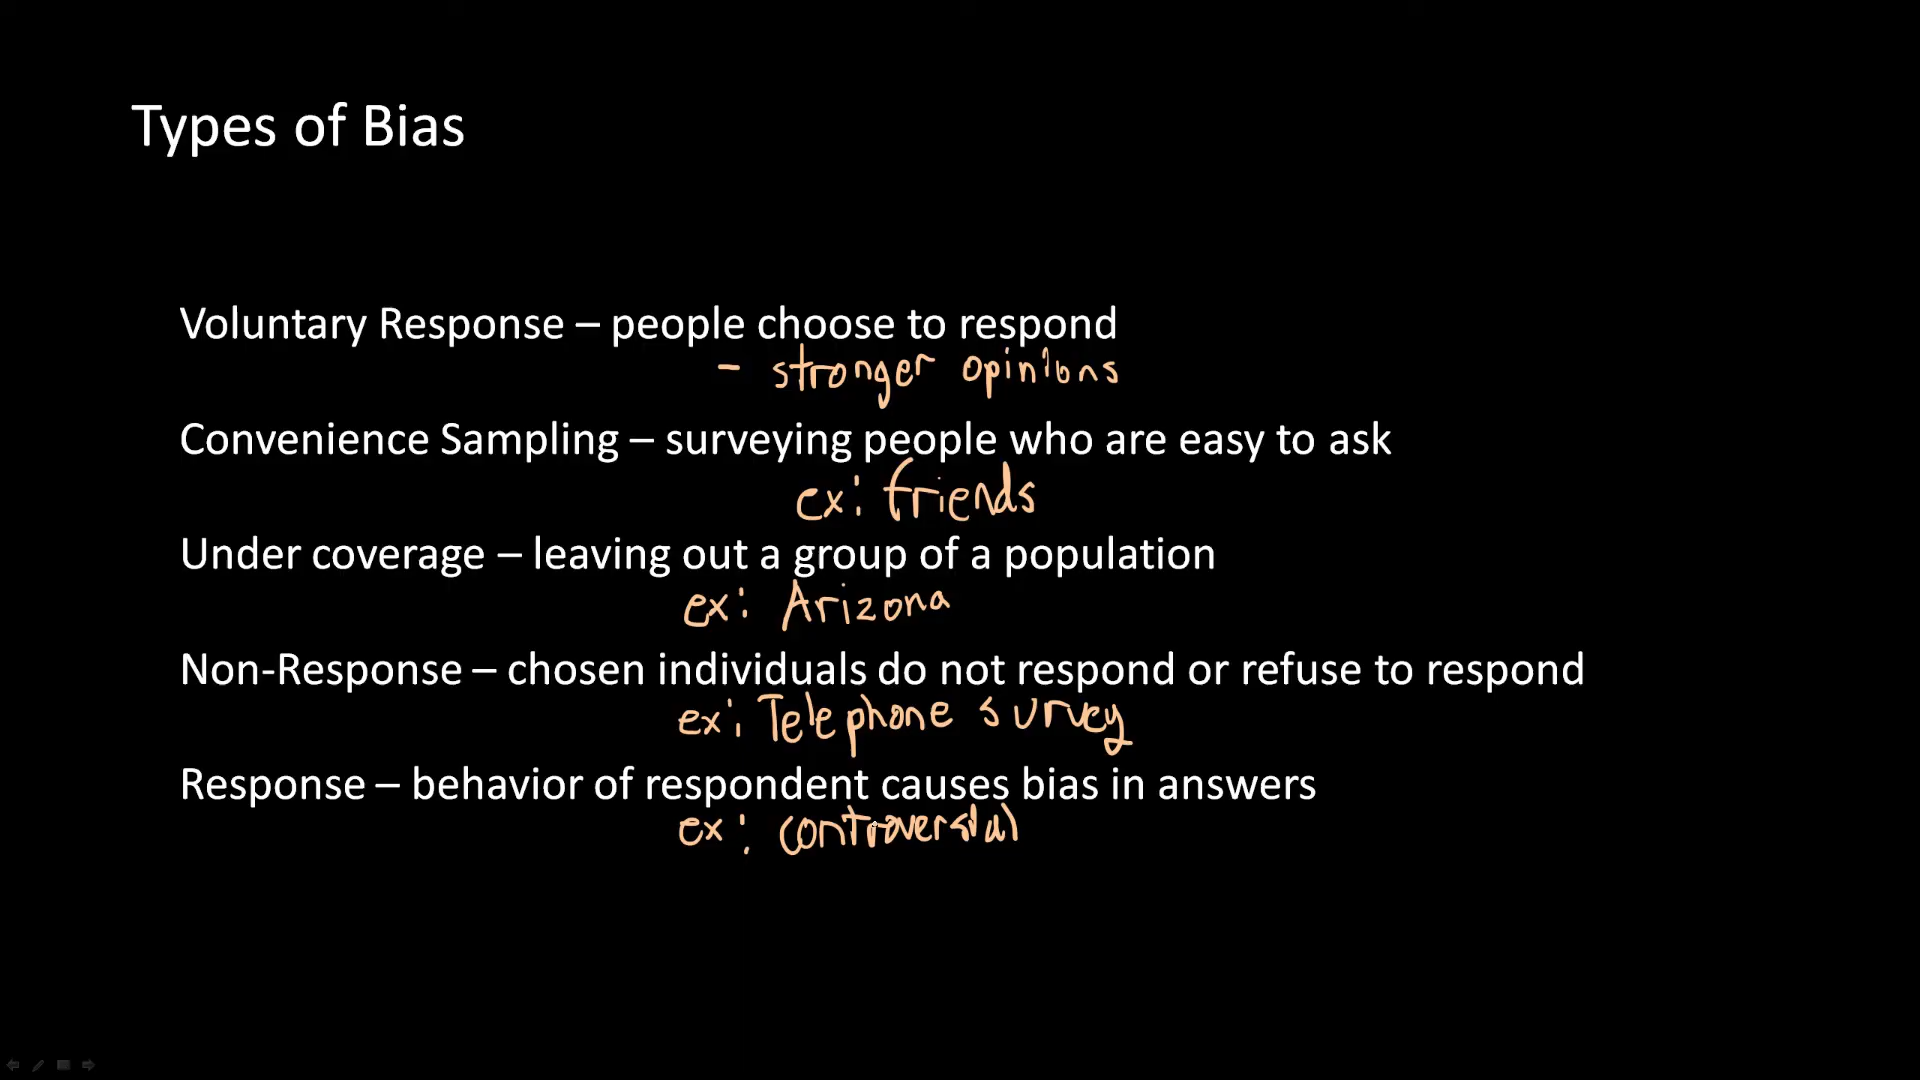 Types of Bias
Voluntary Response – people choose to respond
- stronger opinions
Convenience Sampling – surveying people who are easy to ask
ex: friends
Under coverage – leaving out a group of a population
ex: Arizona
Non-Response – chosen individuals do not respond or refuse to respond
ex: Telephone survey
Response – behavior of respondent causes bias in answers
ex: controversial